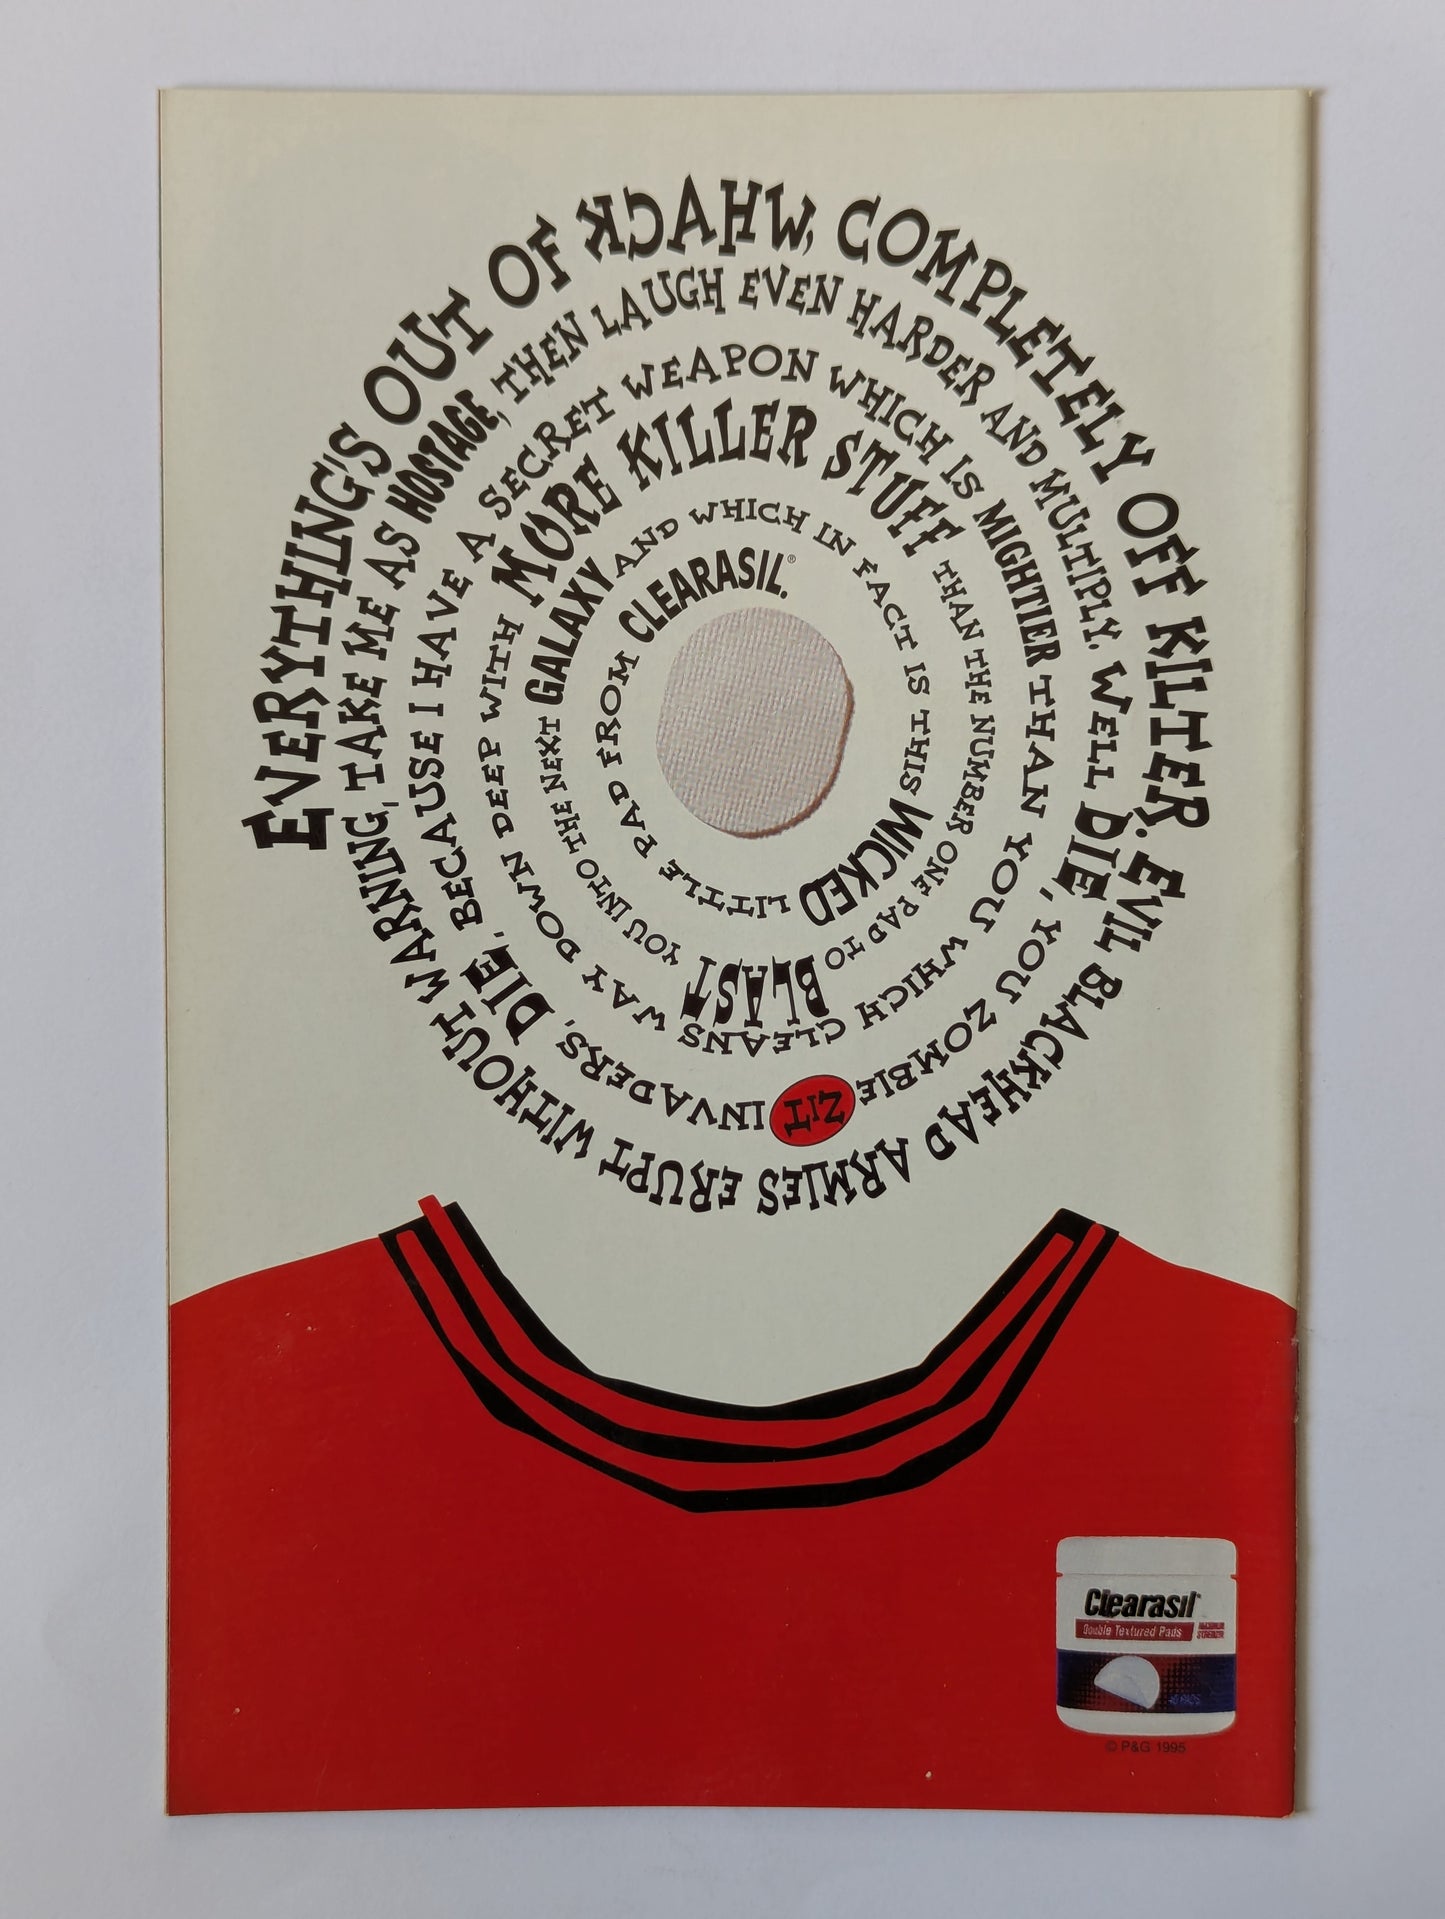 EVERYTHING'S OUT OF KCAHW, COMPLETELY OFF KILTER. EVIL BLACKHEAD ARMIES ERUPT WITHOUT WARNING, TAKE ME AS HOSTAGE, THEN LAUGH EVEN HARDER AND MULTIPLY. WELL DIE, YOU ZOMBIE ZIT INVADERS, DIE, BECAUSE I HAVE A SECRET WEAPON WHICH IS MIGHTIER THAN YOU WHICH CLEANS WAY DOWN DEEP WITH MORE KILLER STUFF THAN THE NUMBER ONE PAD TO BLAST YOU INTO THE NEXT GALAXY AND WHICH IN FACT IS THIS WICKED LITTLE PAD FROM CLEARASIL.®
Clearasil
Double Textured Pads MAXIMUM STRENGTH
40 PADS
© P&G 1995